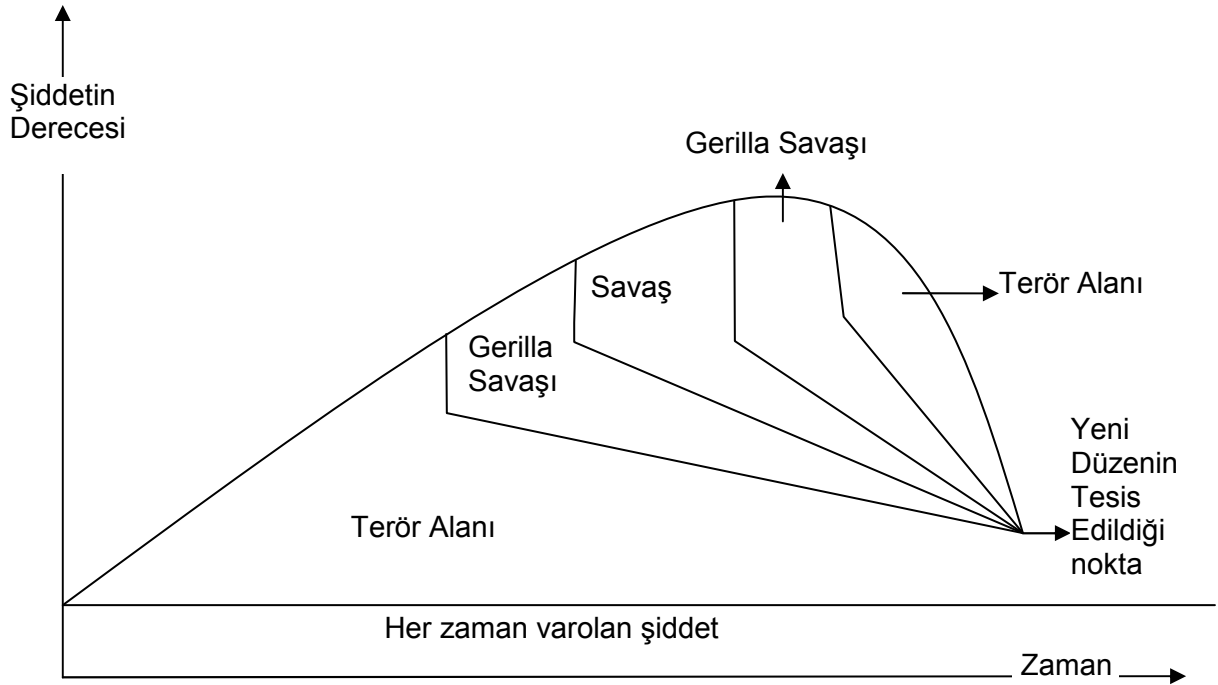 Şiddetin
Derecesi
Gerilla Savaşı
Savaş
Terör Alanı
Gerilla
Savaşı
Yeni
Düzenin
Tesis
Edildiği
nokta
Terör Alanı
Her zaman varolan şiddet
Zaman